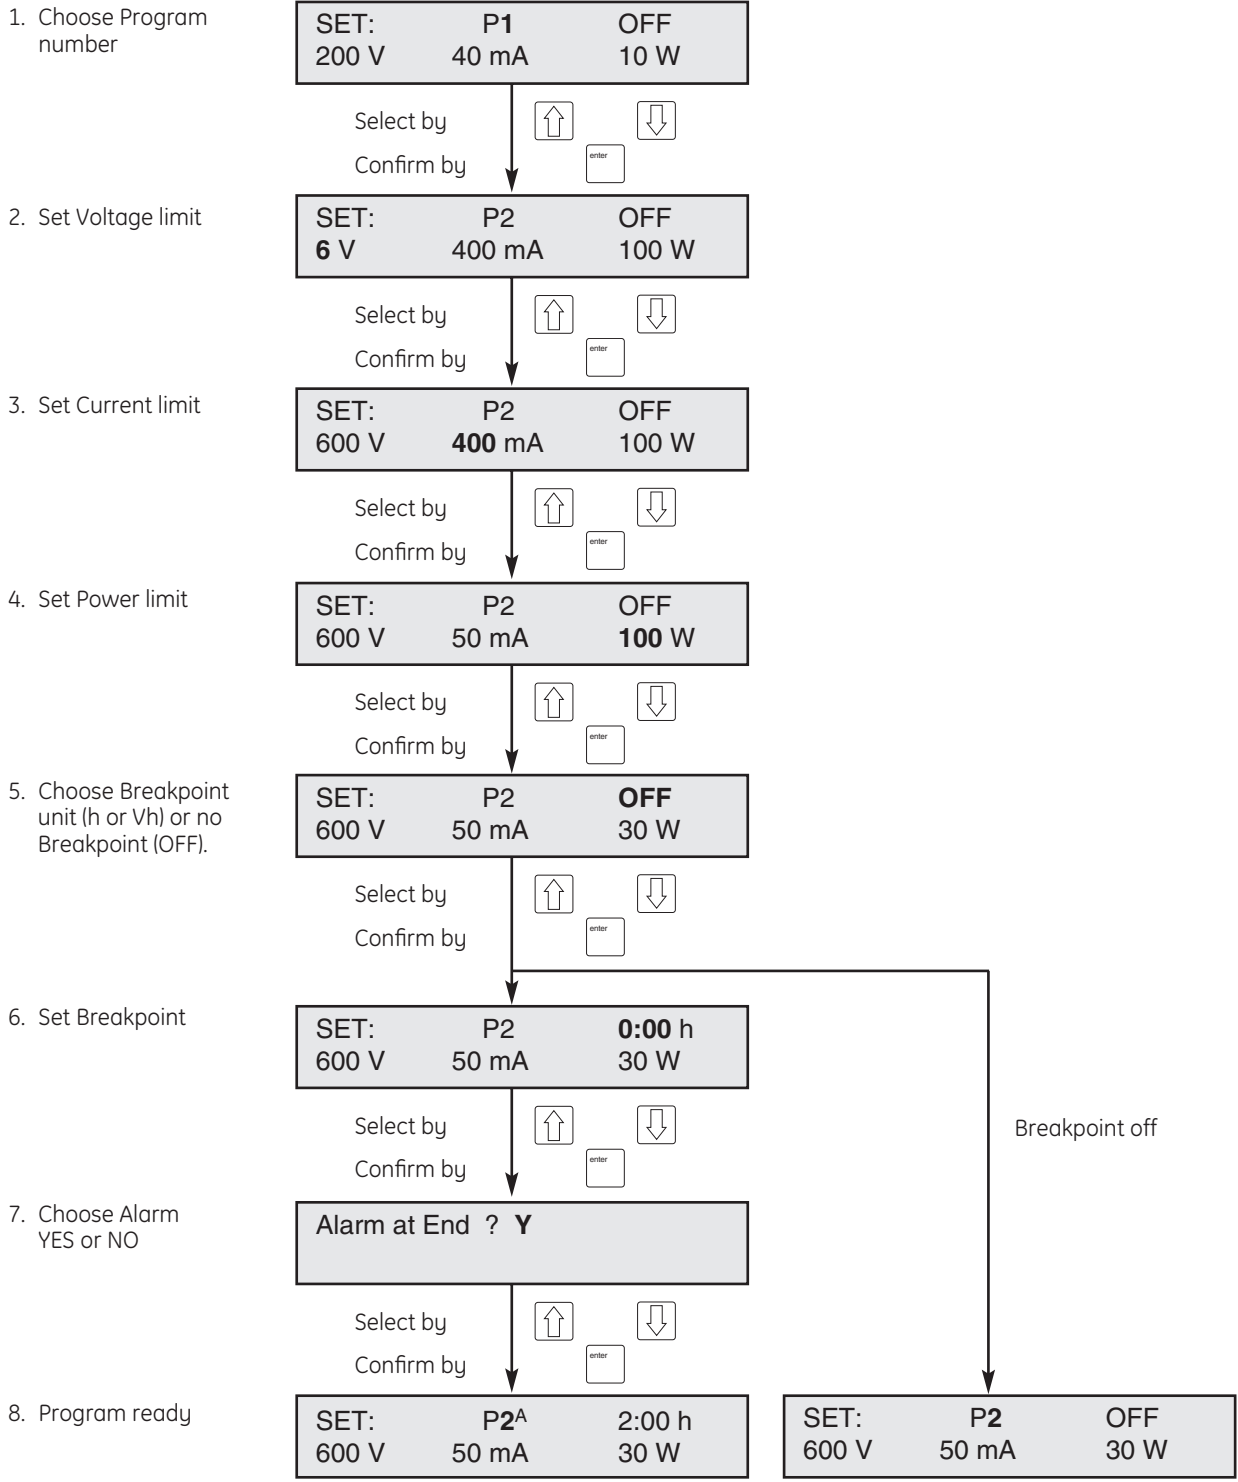 1. Choose Program
number
SET: P1 OFF
200 V 40 mA 10 W
Select by
Confirm by
enter
2. Set Voltage limit
SET: P2 OFF
6 V 400 mA 100 W
Select by
Confirm by
enter
3. Set Current limit
SET: P2 OFF
600 V 400 mA 100 W
Select by
Confirm by
enter
4. Set Power limit
SET: P2 OFF
600 V 50 mA 100 W
Select by
Confirm by
enter
5. Choose Breakpoint
unit (h or Vh) or no
Breakpoint (OFF).
SET: P2 OFF
600 V 50 mA 30 W
Select by
Confirm by
enter
6. Set Breakpoint
SET: P2 0:00 h
600 V 50 mA 30 W
Select by
Confirm by
enter
Breakpoint off
7. Choose Alarm
YES or NO
Alarm at End ? Y
Select by
Confirm by
enter
8. Program ready
SET: P2ᴬ 2:00 h
600 V 50 mA 30 W
SET: P2 OFF
600 V 50 mA 30 W